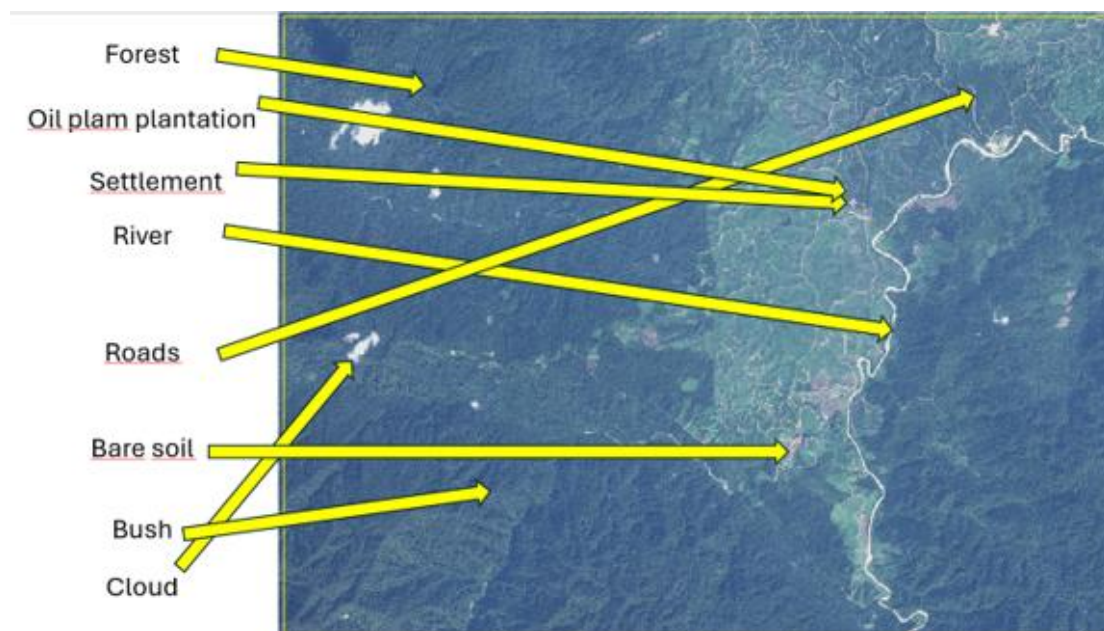 Forest
Oil plam plantation
Settlement
River
Roads
Bare soil
Bush
Cloud